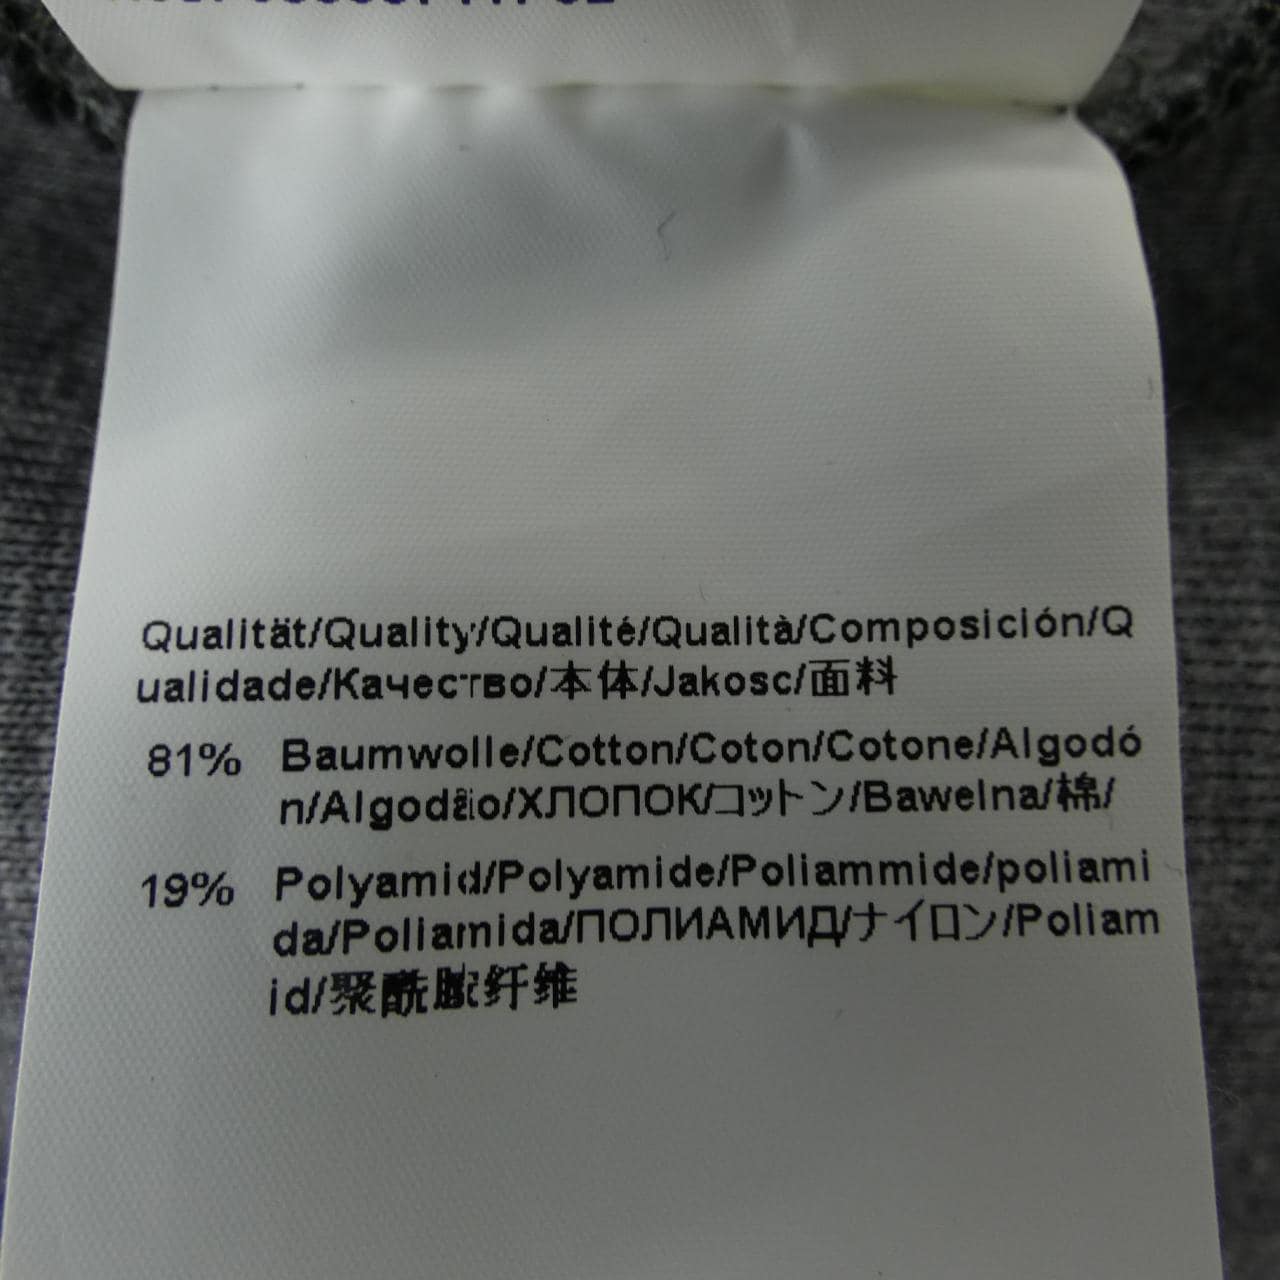 Qualität/Quality/Qualité/Qualità/Composición/Q
ualidade/Качество/本体/Jakosc/面料
81% Baumwolle/Cotton/Coton/Cotone/Algodó
n/Algodão/ХЛОПОК/コットン/Bawelna/棉/
19% Polyamid/Polyamide/Poliammide/poliami
da/Poliamida/ПОЛИАМИД/ナイロン/Poliam
id/聚酰胺纤维